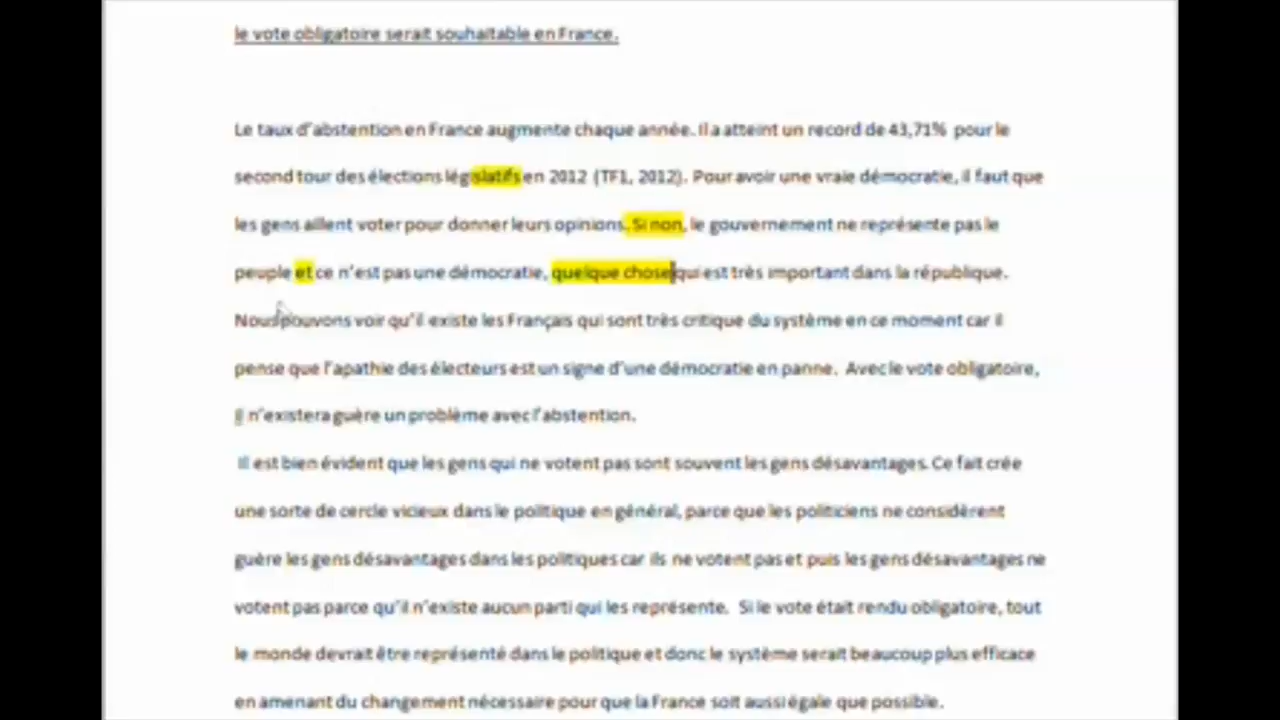 le vote obligatoire serait souhaitable en France.
Le taux d'abstention en France augmente chaque année. Il a atteint un record de 43,71% pour le
second tour des élections législatifs en 2012 (TF1, 2012). Pour avoir une vraie démocratie, il faut que
les gens aillent voter pour donner leurs opinions. Si non, le gouvernement ne représente pas le
peuple et ce n'est pas une démocratie, quelque chose qui est très important dans la république.
Nous pouvons voir qu'il existe les Français qui sont très critique du système en ce moment car il
pense que l'apathie des électeurs est un signe d'une démocratie en panne. Avec le vote obligatoire,
il n'existera guère un problème avec l'abstention.
Il est bien évident que les gens qui ne votent pas sont souvent les gens désavantages. Ce fait crée
une sorte de cercle vicieux dans le politique en général, parce que les politiciens ne considèrent
guère les gens désavantages dans les politiques car ils ne votent pas et puis les gens désavantages ne
votent pas parce qu'il n'existe aucun parti qui les représente. Si le vote était rendu obligatoire, tout
le monde devrait être représenté dans le politique et donc le système serait beaucoup plus efficace
en amenant du changement nécessaire pour que la France soit aussi égale que possible.